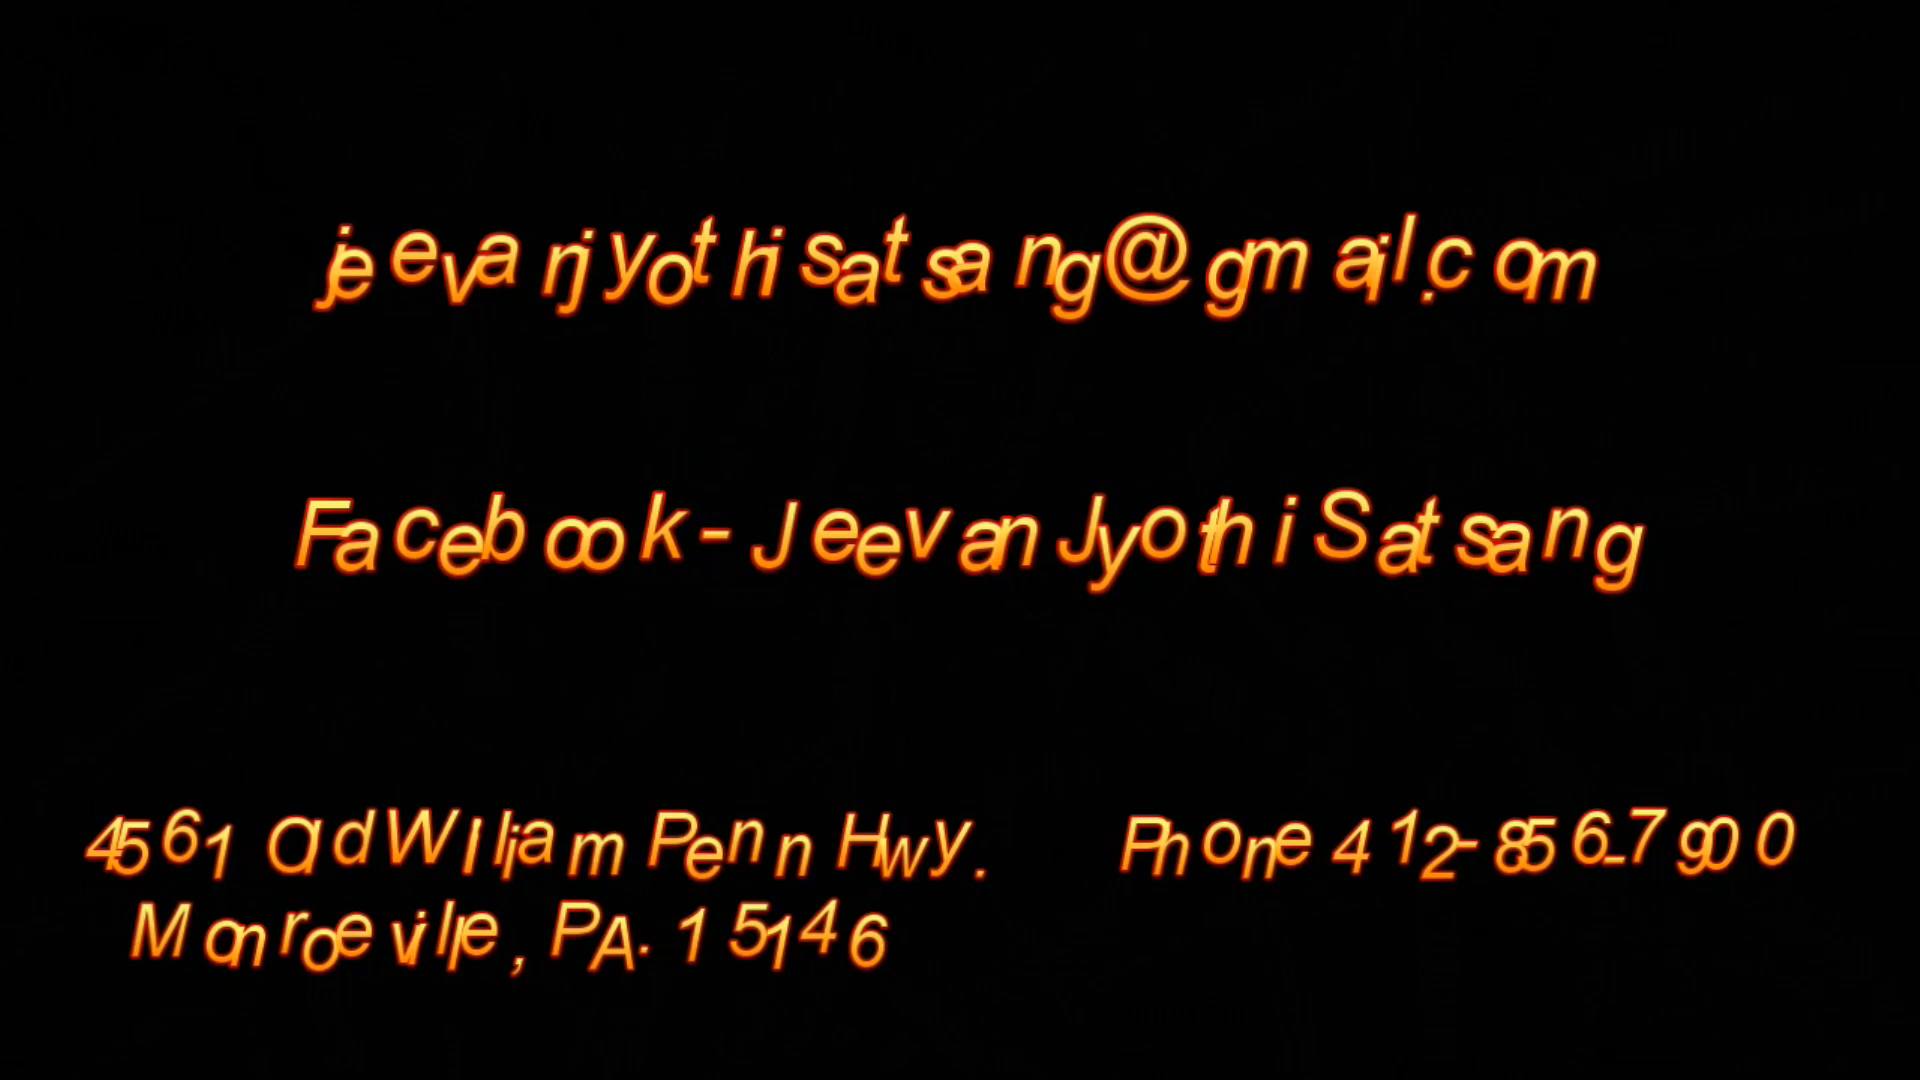 jeevanjyothisatsang@gmail.com
Facebook - Jeevan Jyothi Satsang
4561 Old William Penn Hwy. Phone 412-856-7900
Monroeville, PA. 15146